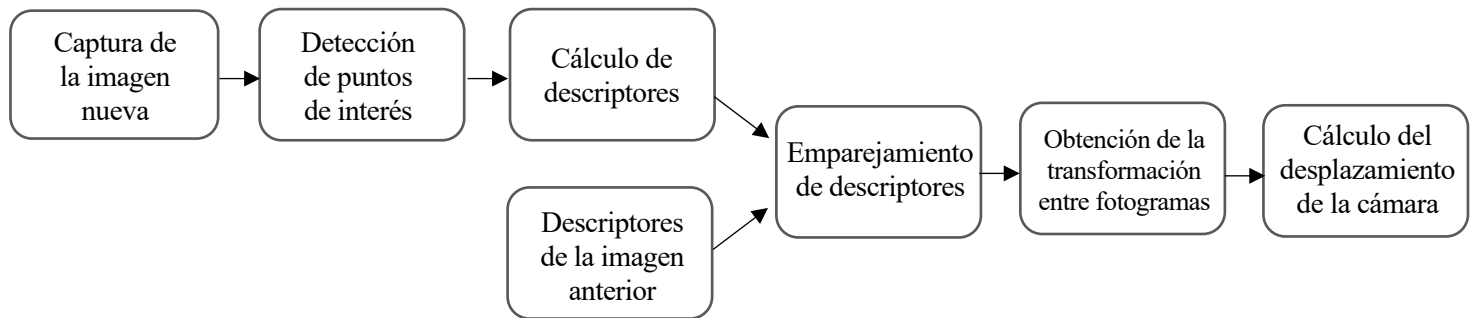 Captura de
la imagen
nueva
Detección
de puntos
de interés
Cálculo de
descriptores
Descriptores
de la imagen
anterior
Emparejamiento
de descriptores
Obtención de la
transformación
entre fotogramas
Cálculo del
desplazamiento
de la cámara